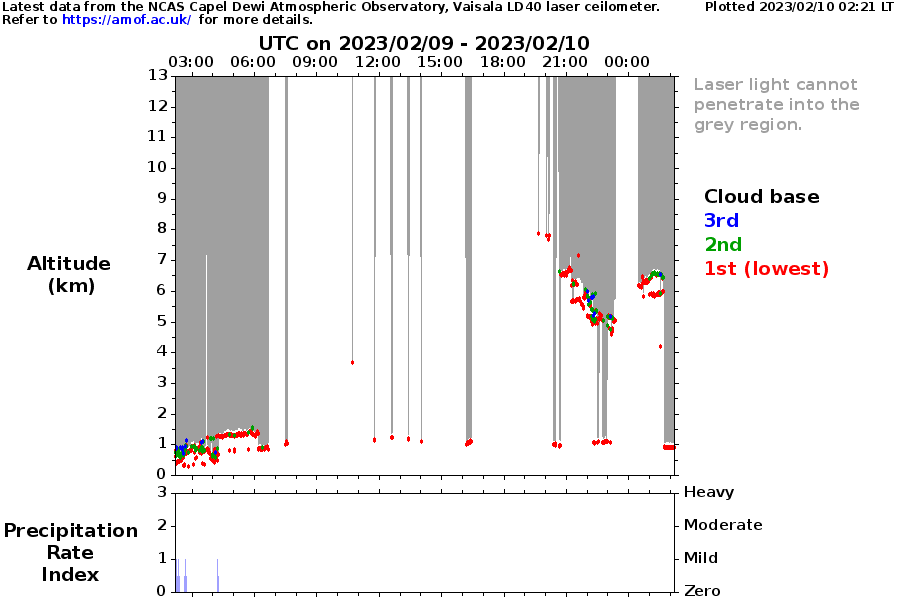 Latest data from the NCAS Capel Dewi Atmospheric Observatory, Vaisala LD40 laser ceilometer.
Plotted 2023/02/10 02:21 LT
Refer to https://amof.ac.uk/ for more details.
UTC on 2023/02/09 - 2023/02/10
03:00 06:00 09:00 12:00 15:00 18:00 21:00 00:00
13
12
11
10
9
8
7
6
5
4
3
2
1
0
Altitude
(km)
Laser light cannot
penetrate into the
grey region.
Cloud base
3rd
2nd
1st (lowest)
3
2
1
0
Precipitation
Rate
Index
Heavy
Moderate
Mild
Zero